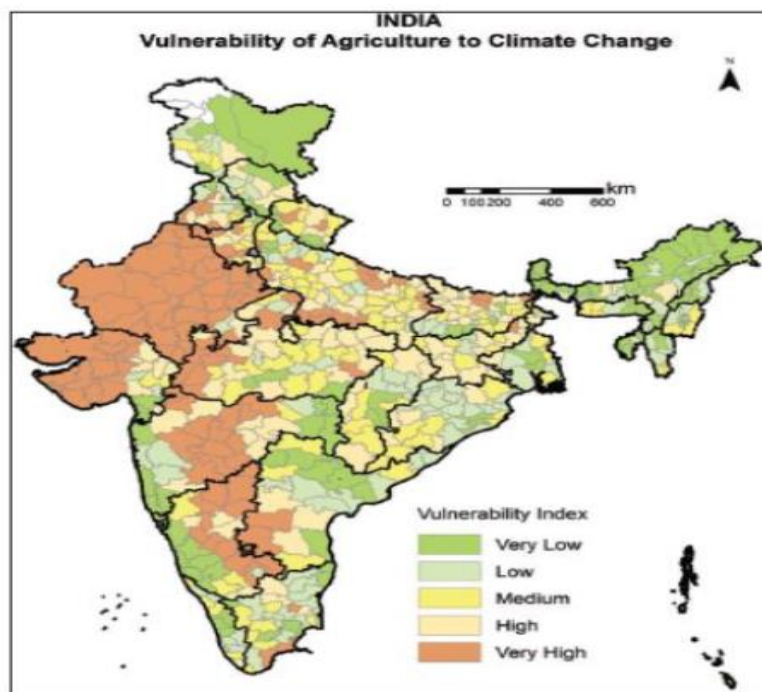 INDIA
Vulnerability of Agriculture to Climate Change
N
km
0 100 200 400 600
Vulnerability Index
Very Low
Low
Medium
High
Very High